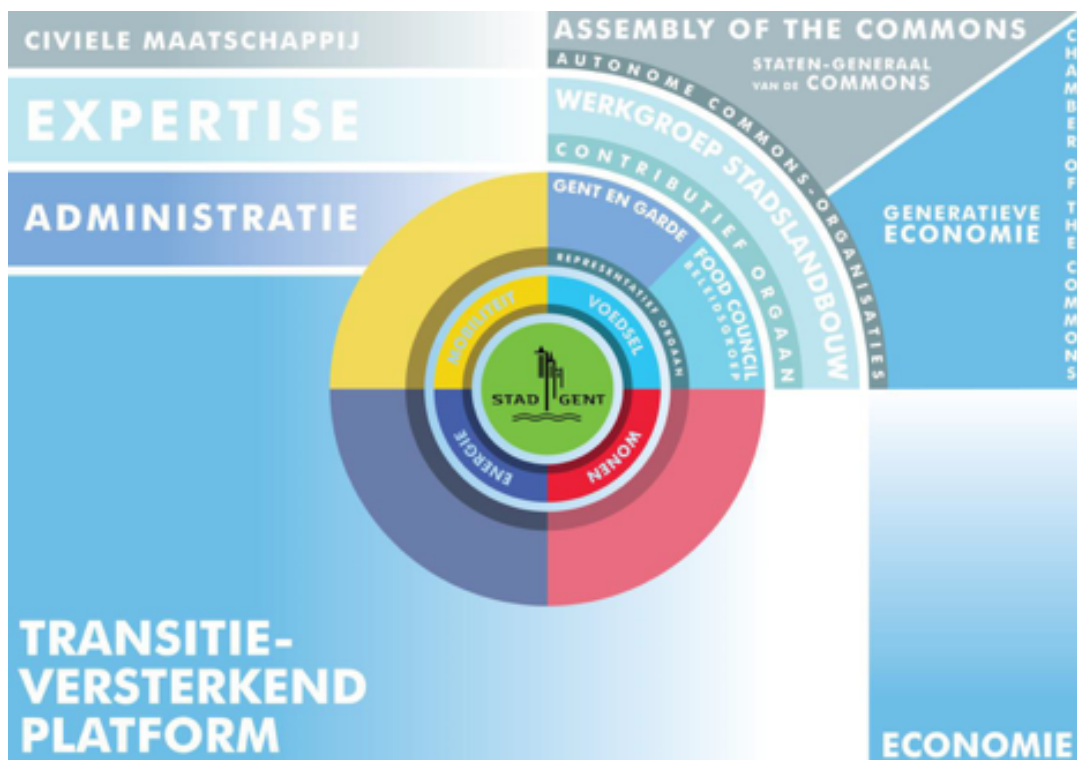 CIVIELE MAATSCHAPPIJ
EXPERTISE
ADMINISTRATIE
ASSEMBLY OF THE COMMONS
STATEN-GENERAAL
VAN DE COMMONS
AUTONOME COMMONS-ORGANISATIES
WERKGROEP STADSLANDBOUW
CONTRIBUTIEF ORGAAN
GENT EN GARDE
FOOD COUNCIL
BELEIDSGROEP
REPRESENTATIEF ORGAAN
GENERATIEVE
ECONOMIE
CHAMBER OF THE COMMONS
MOBILITEIT
VOEDSEL
STAD GENT
ENERGIE
WONEN
TRANSITIE-
VERSTERKEND
PLATFORM
ECONOMIE